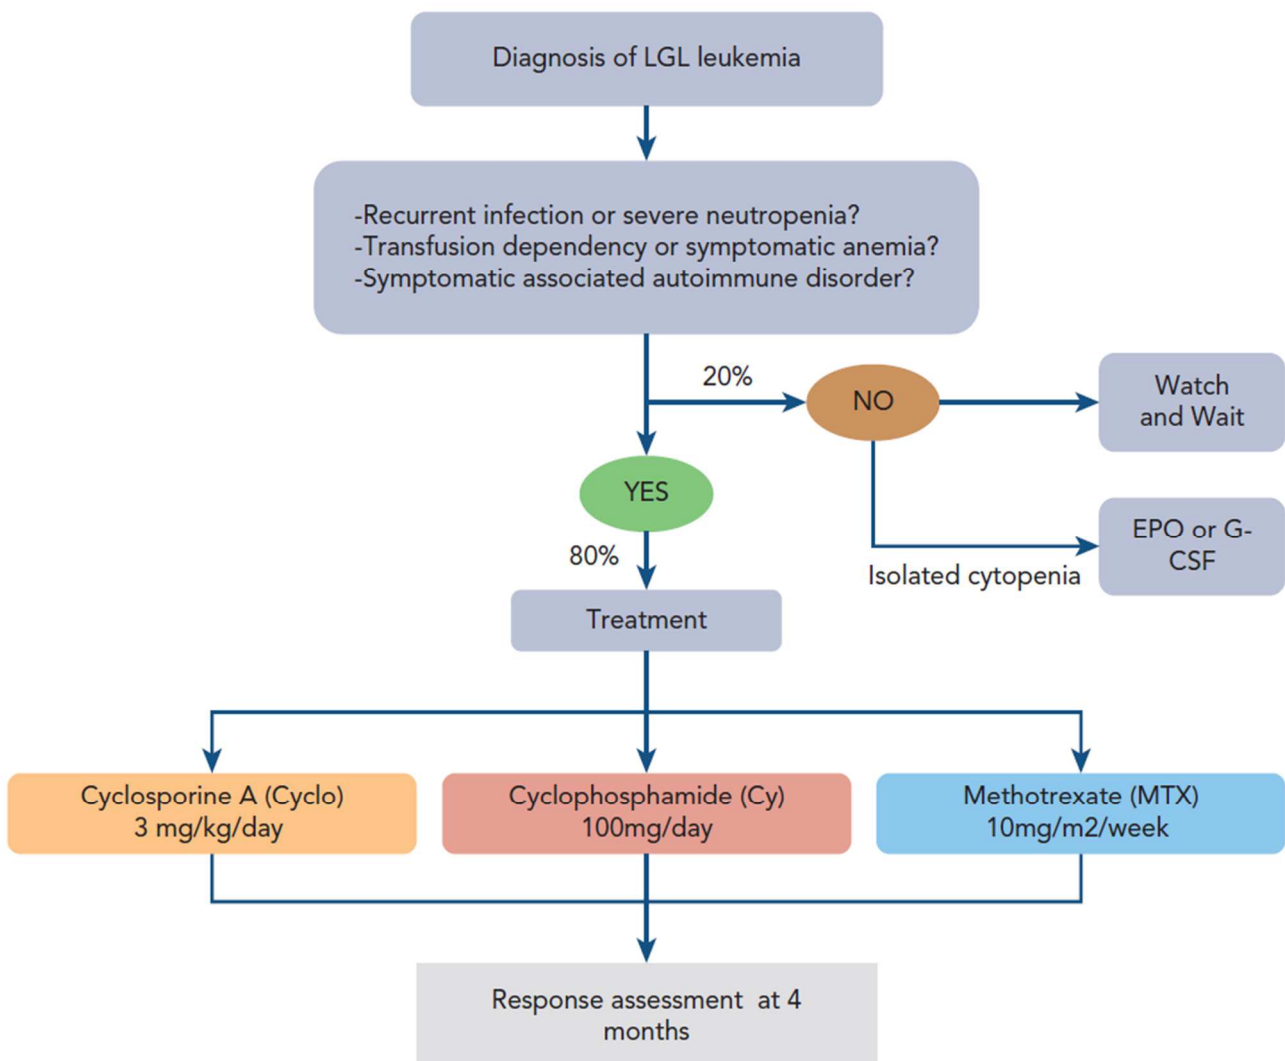 Diagnosis of LGL leukemia
-Recurrent infection or severe neutropenia?
-Transfusion dependency or symptomatic anemia?
-Symptomatic associated autoimmune disorder?
20%
NO
Watch
and Wait
YES
EPO or G-
CSF
80%
Isolated cytopenia
Treatment
Cyclosporine A (Cyclo)
3 mg/kg/day
Cyclophosphamide (Cy)
100mg/day
Methotrexate (MTX)
10mg/m2/week
Response assessment at 4
months